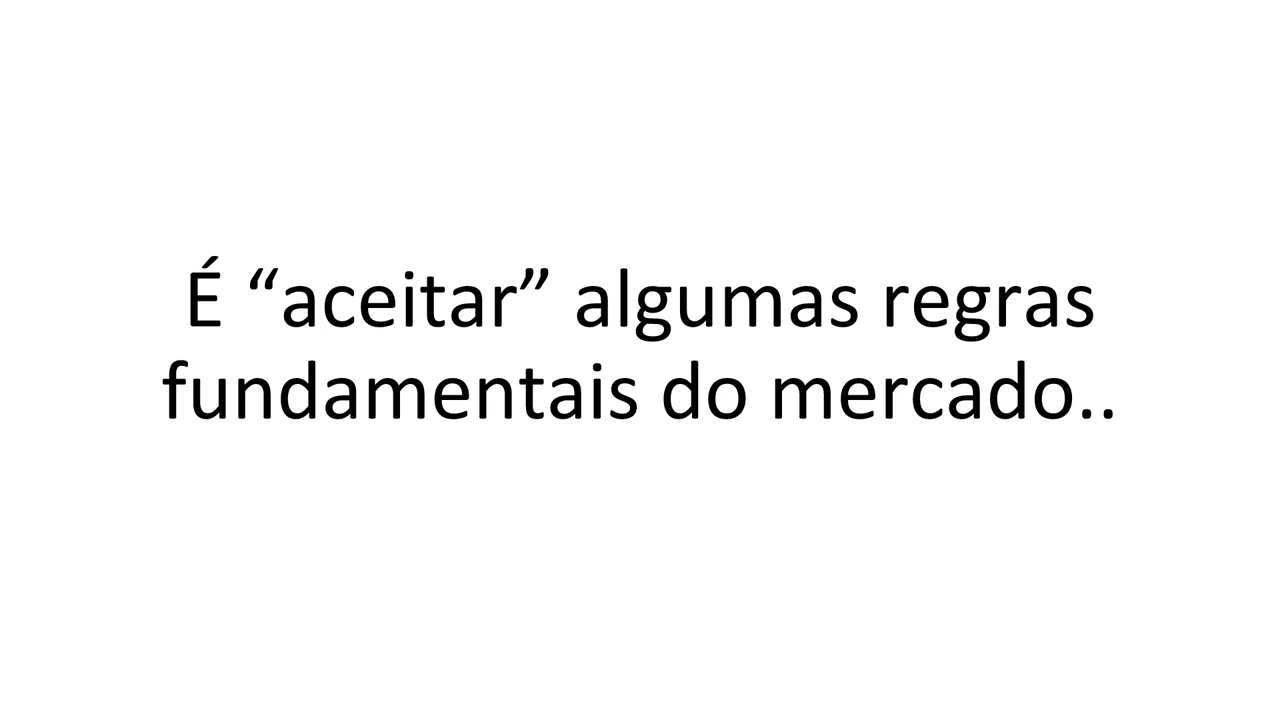 É “aceitar” algumas regras
fundamentais do mercado..